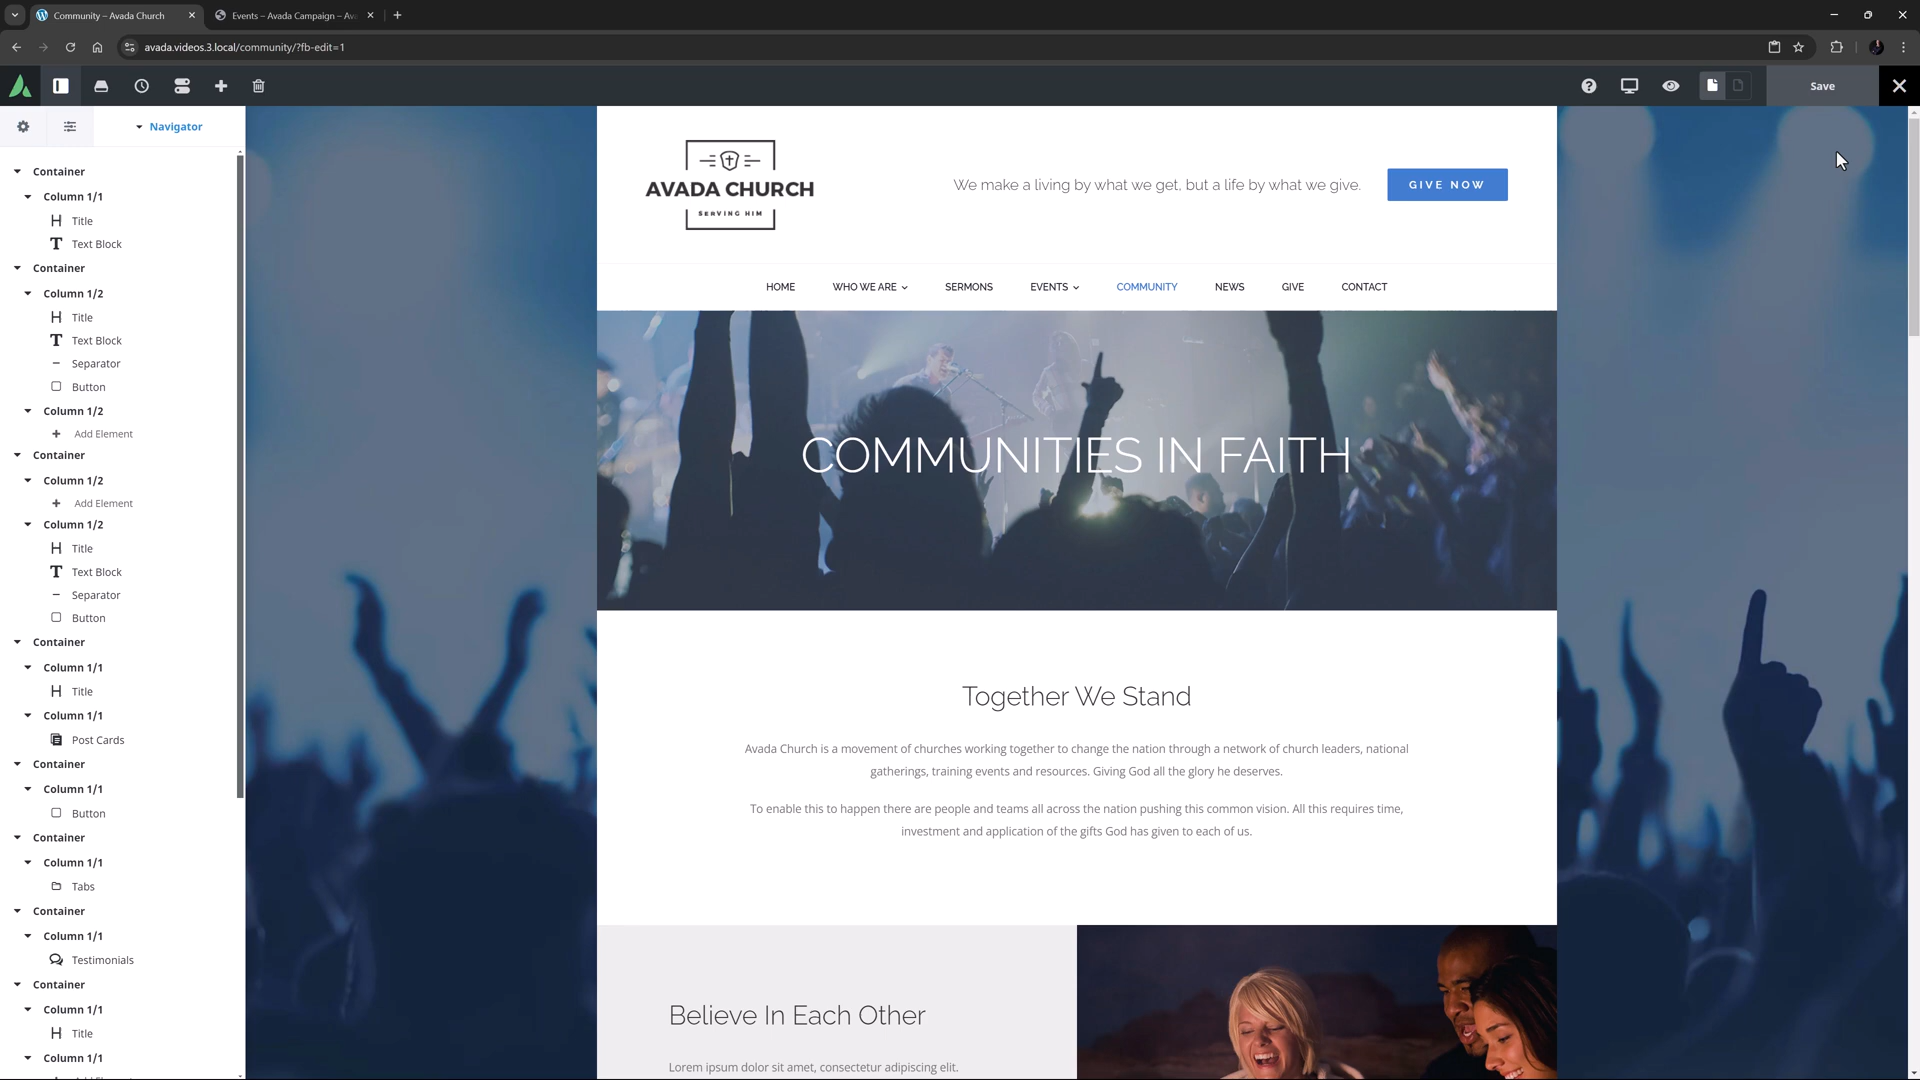 Community – Avada Church
Events – Avada Campaign – Av
avada.videos.3.local/community/?fb-edit=1
Save
Navigator
Container
Column 1/1
Title
Text Block
Container
Column 1/2
Title
Text Block
Separator
Button
Column 1/2
Add Element
Container
Column 1/2
Add Element
Column 1/2
Title
Text Block
Separator
Button
Container
Column 1/1
Title
Column 1/1
Post Cards
Container
Column 1/1
Button
Container
Column 1/1
Tabs
Container
Column 1/1
Testimonials
Container
Column 1/1
Title
Column 1/1
AVADA CHURCH
SERVING HIM
We make a living by what we get, but a life by what we give.
GIVE NOW
HOME WHO WE ARE SERMONS EVENTS COMMUNITY NEWS GIVE CONTACT
COMMUNITIES IN FAITH
Together We Stand
Avada Church is a movement of churches working together to change the nation through a network of church leaders, national
gatherings, training events and resources. Giving God all the glory he deserves.
To enable this to happen there are people and teams all across the nation pushing this common vision. All this requires time,
investment and application of the gifts God has given to each of us.
Believe In Each Other
Lorem ipsum dolor sit amet, consectetur adipiscing elit.